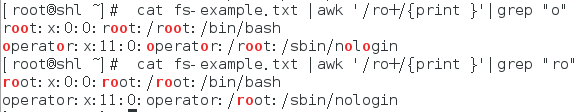 [root@shl ~]# cat fs-example.txt |awk '/ro+/{print }'|grep "o"
root:x:0:0:root:/root:/bin/bash
operator:x:11:0:operator:/root:/sbin/nologin
[root@shl ~]# cat fs-example.txt |awk '/ro+/{print }'|grep "ro"
root:x:0:0:root:/root:/bin/bash
operator:x:11:0:operator:/root:/sbin/nologin